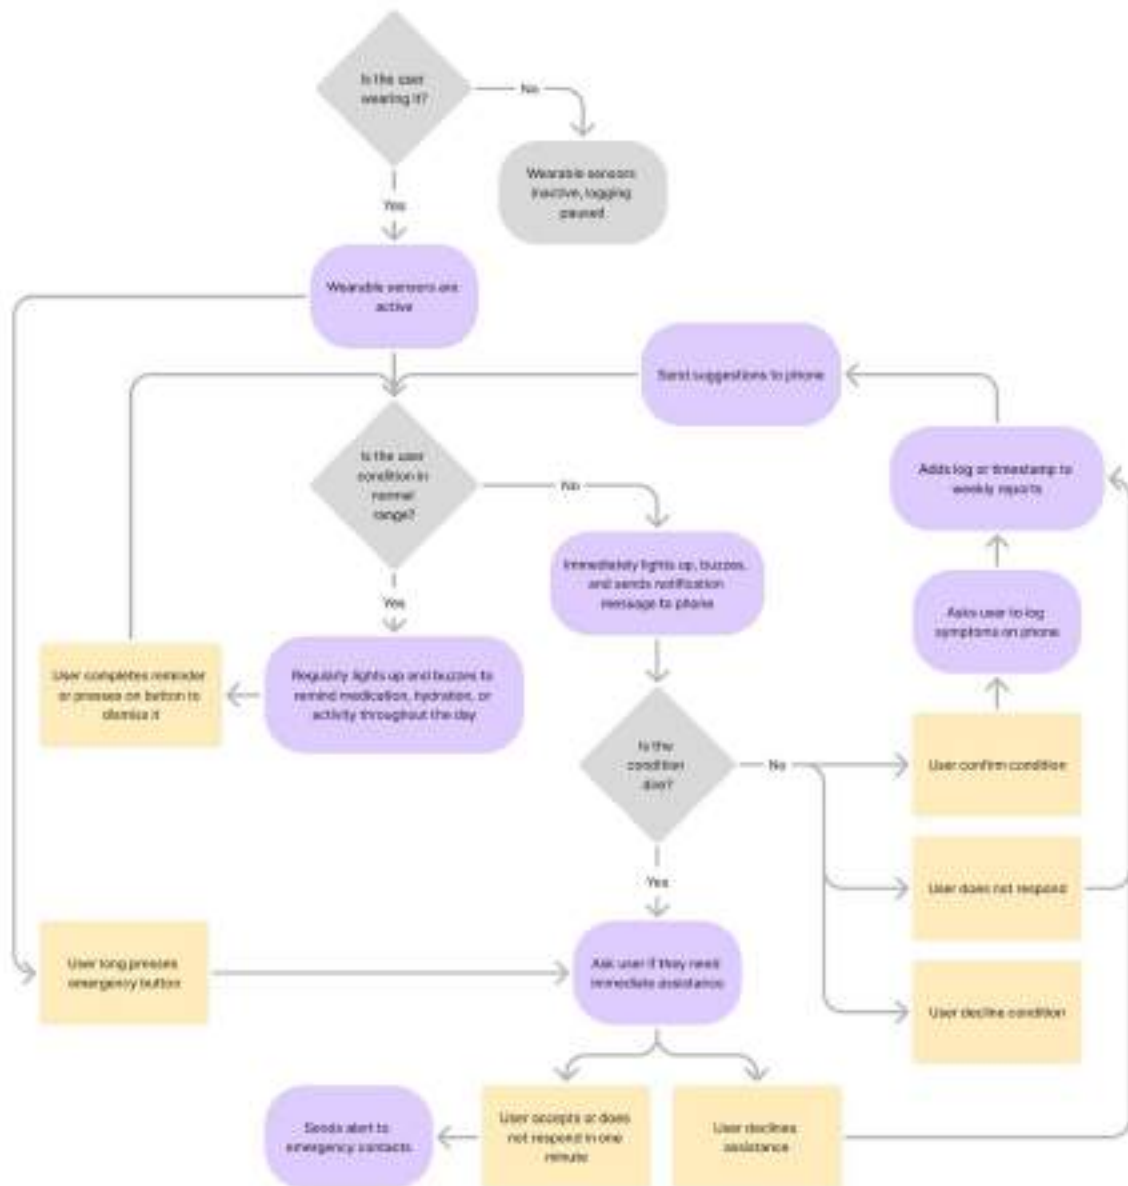 Is the user
wearing it?
No
Wearable sensors
inactive, logging
paused
Yes
Wearable sensors are
active
Send suggestions to phone
Is the user
condition in
normal
range?
No
Adds log or timestamp to
weekly reports
Immediately lights up, buzzes,
and sends notification
message to phone
Asks user to log
symptoms on phone
Yes
User completes reminder
or presses on button to
dismiss it
Regularly lights up and buzzes to
remind medication, hydration, or
activity throughout the day
Is the
condition
dire?
No
User confirm condition
Yes
User does not respond
User long presses
emergency button
Ask user if they need
immediate assistance
User decline condition
Sends alert to
emergency contacts
User accepts or does
not respond in one
minute
User declines
assistance